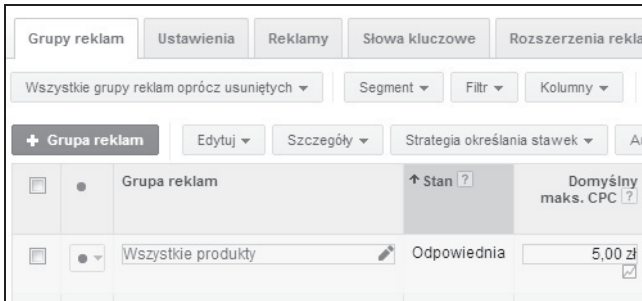 Grupy reklam Ustawienia Reklamy Słowa kluczowe Rozszerzenia rekla
Wszystkie grupy reklam oprócz usuniętych Segment Filtr Kolumny
+ Grupa reklam Edytuj Szczegóły Strategia określania stawek
Grupa reklam ↑ Stan ? Domyślny
maks. CPC ?
Wszystkie produkty Odpowiednia 5,00 zł